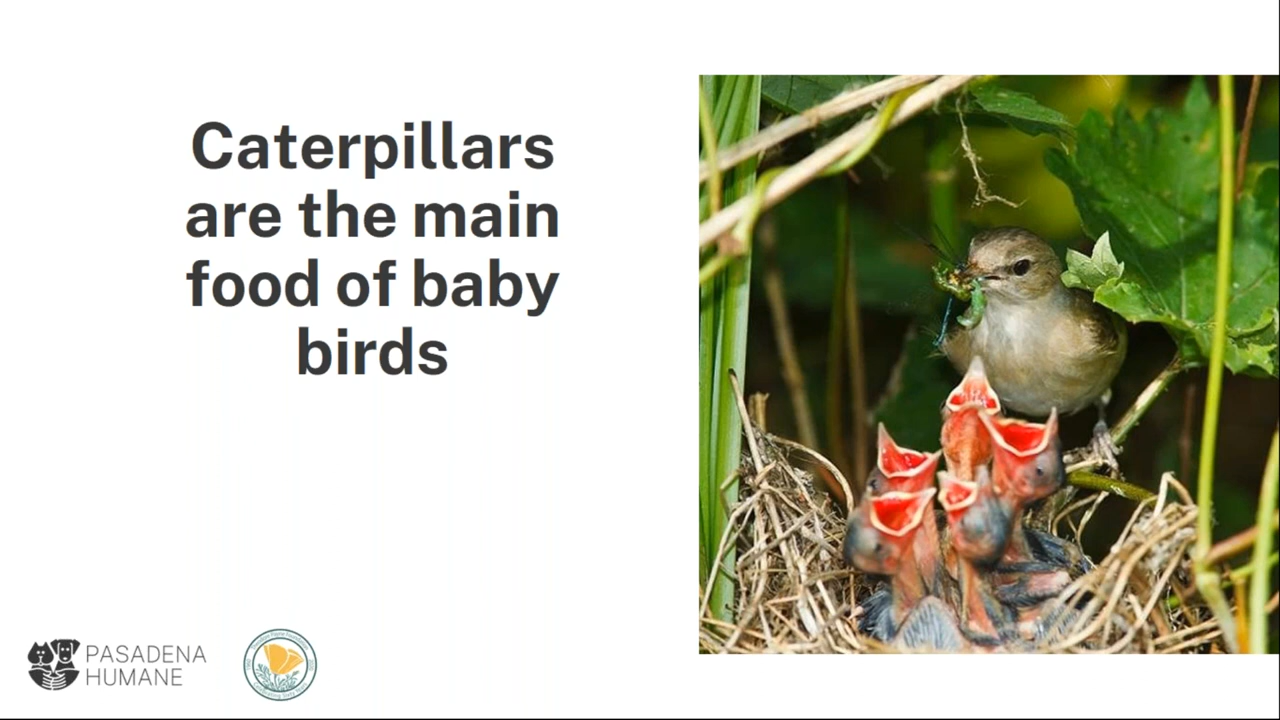 Caterpillars
are the main
food of baby
birds
PASADENA
HUMANE